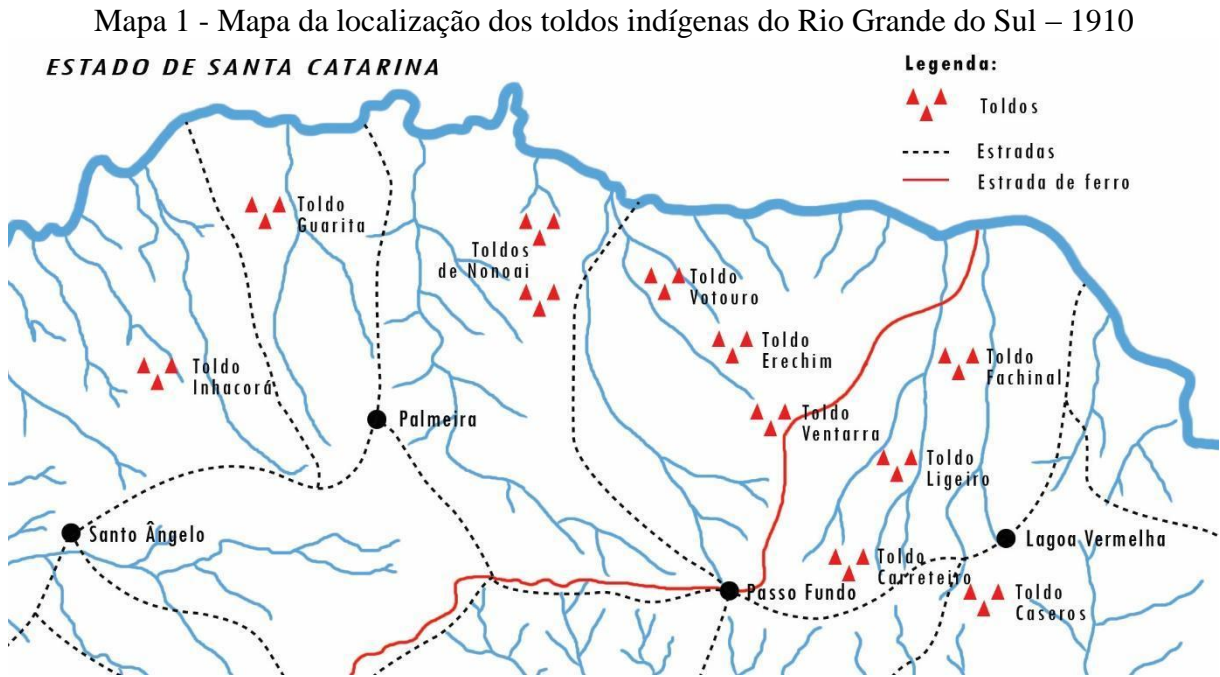 Mapa 1 - Mapa da localização dos toldos indígenas do Rio Grande do Sul – 1910
ESTADO DE SANTA CATARINA
Legenda:
Toldos
Estradas
Estrada de ferro
Toldo
Guarita
Toldos
de Nonoai
Toldo
Votouro
Toldo
Erechim
Toldo
Inhacorá
Toldo
Fachinal
Palmeira
Toldo
Ventarra
Toldo
Ligeiro
Santo Ângelo
Lagoa Vermelha
Toldo
Carreteiro
Passo Fundo
Toldo
Caseros